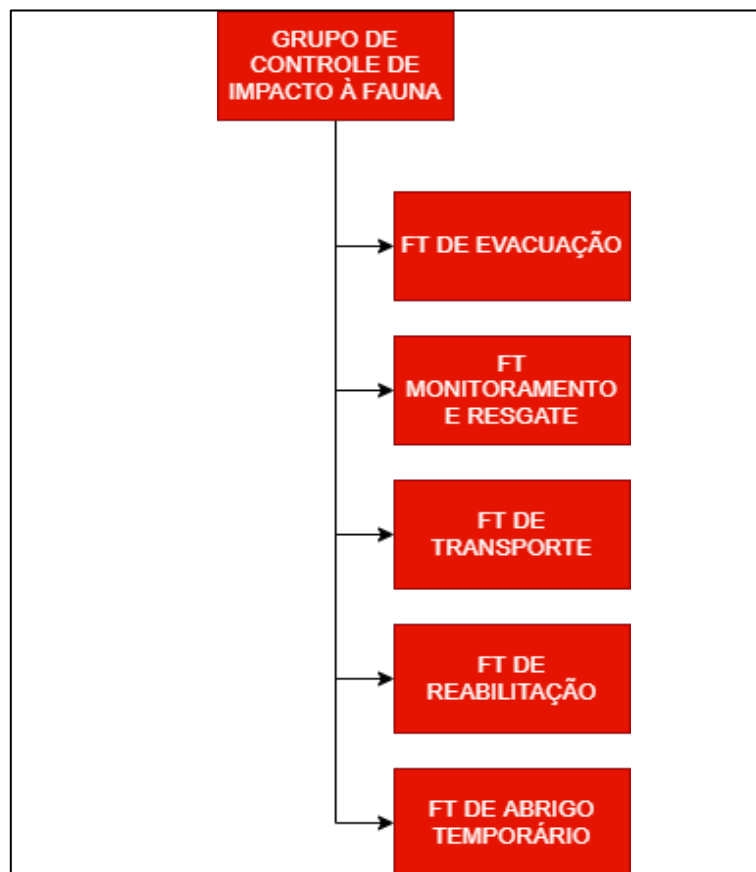 GRUPO DE
CONTROLE DE
IMPACTO À FAUNA
FT DE EVACUAÇÃO
FT
MONITORAMENTO
E RESGATE
FT DE
TRANSPORTE
FT DE
REABILITAÇÃO
FT DE ABRIGO
TEMPORÁRIO